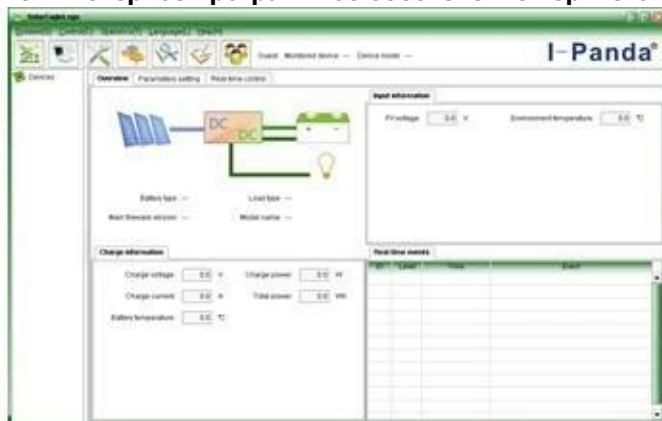 SolarEagleLogo
I-Panda®
Guest Monitored device -- Device mode --
Devices
Overview Parameters setting Real-time control
Input information
PV voltage 0.0 V Environment temperature 0.0 ℃
DC
DC
Battery type -- Load type --
Main firmware version -- Model name --
Charge information
Charge voltage 0.0 V Charge power 0.0 W
Charge current 0.0 A Total power 0.0
Battery temperature 0.0 ℃
Real-time events
ID Level Time Event